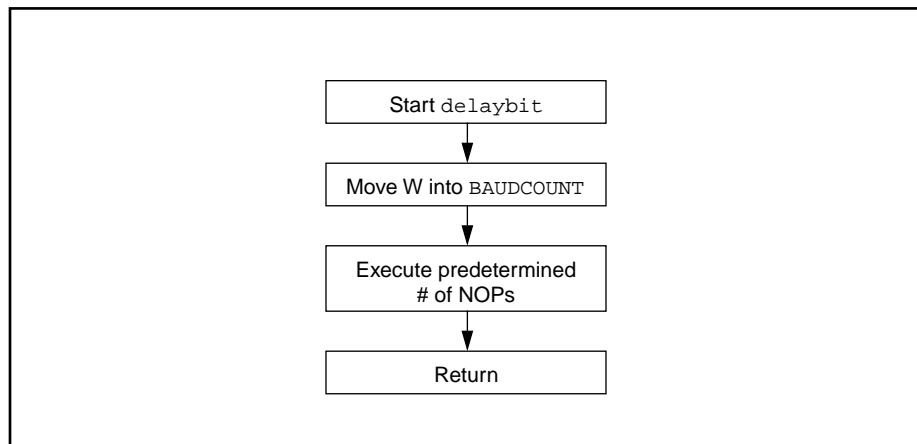 Start delaybit
Move W into BAUDCOUNT
Execute predetermined
# of NOPs
Return